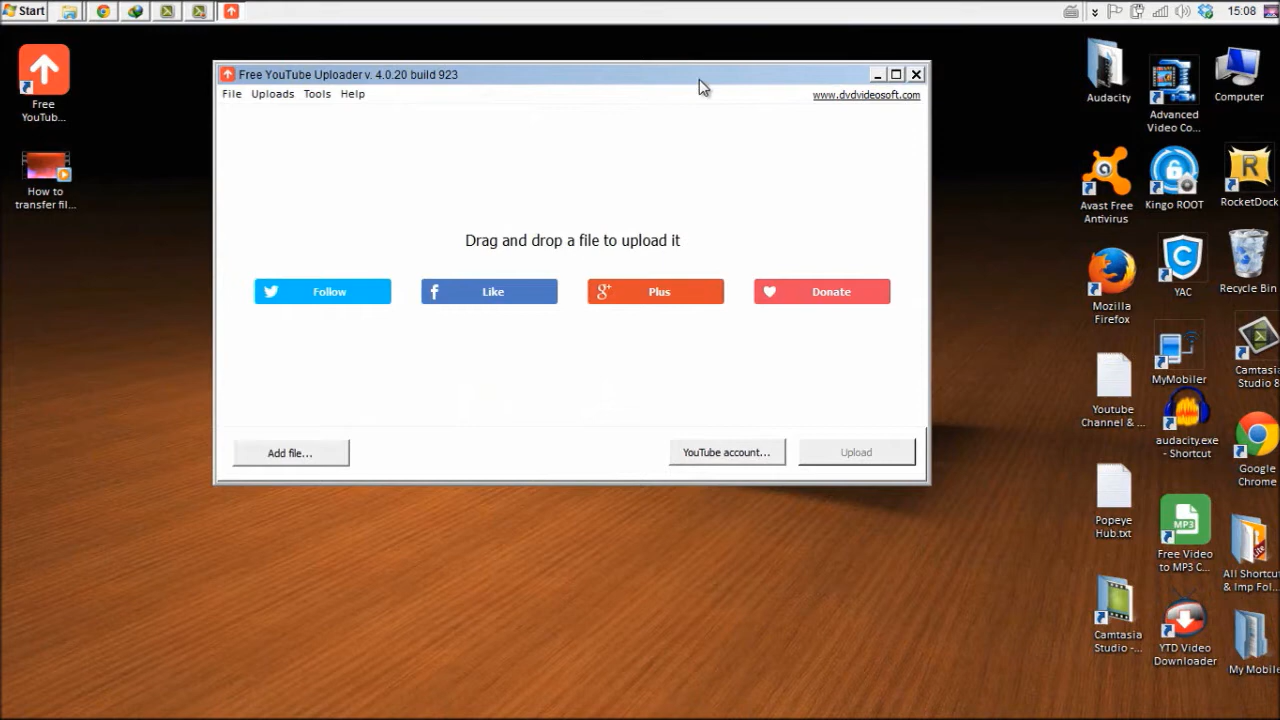 Start
15:08
Free YouTube Uploader v. 4.0.20 build 923
File Uploads Tools Help
www.dvdvideosoft.com
Drag and drop a file to upload it
Follow
Like
g+ Plus
Donate
Add file...
YouTube account...
Upload
Free
YouTub...
How to
transfer fil...
Audacity
Advanced
Video Co...
Computer
Avast Free
Antivirus
Kingo ROOT
R
RocketDock
Mozilla
Firefox
YAC
Recycle Bin
Youtube
Channel & ...
MyMobiler
Camtasia
Studio 8
audacity.exe
- Shortcut
Google
Chrome
Popeye
Hub.txt
MP3
Free Video
to MP3 C...
Lite
All Shortcu
& Imp Fol...
Camtasia
Studio -...
YTD Video
Downloader
My Mobile